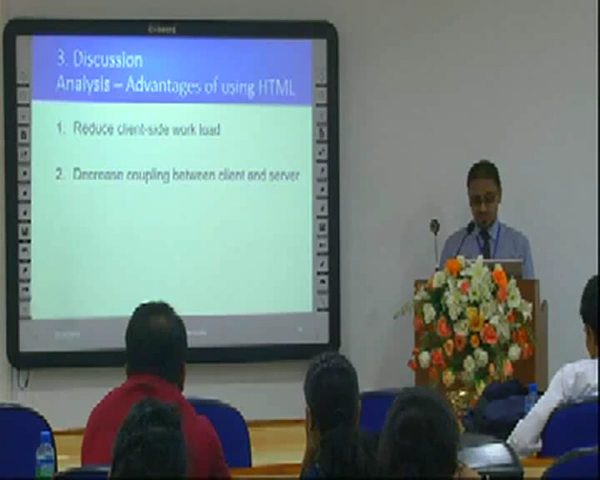 3. Discussion
Analysis – Advantages of using HTML
1. Reduce client-side work load
2. Decrease coupling between client and server